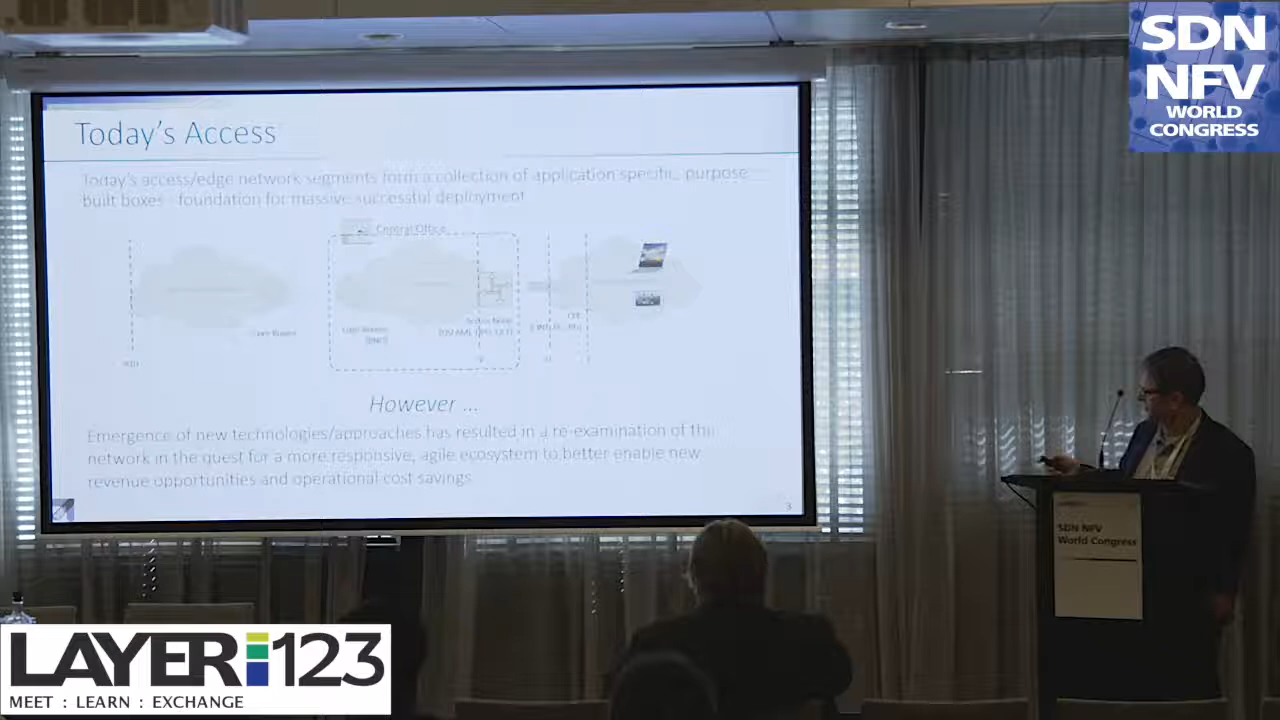 SDN
NFV
WORLD
CONGRESS
Today's Access
Today's access/edge network segments form a collection of application specific, purpose
built boxes - foundation for massive successful deployment
Central Office
However ...
Emergence of new technologies/approaches has resulted in a re-examination of the
network in the quest for a more responsive, agile ecosystem to better enable new
revenue opportunities and operational cost savings
3
SDN NFV
World Congress
LAYER 123
MEET : LEARN : EXCHANGE